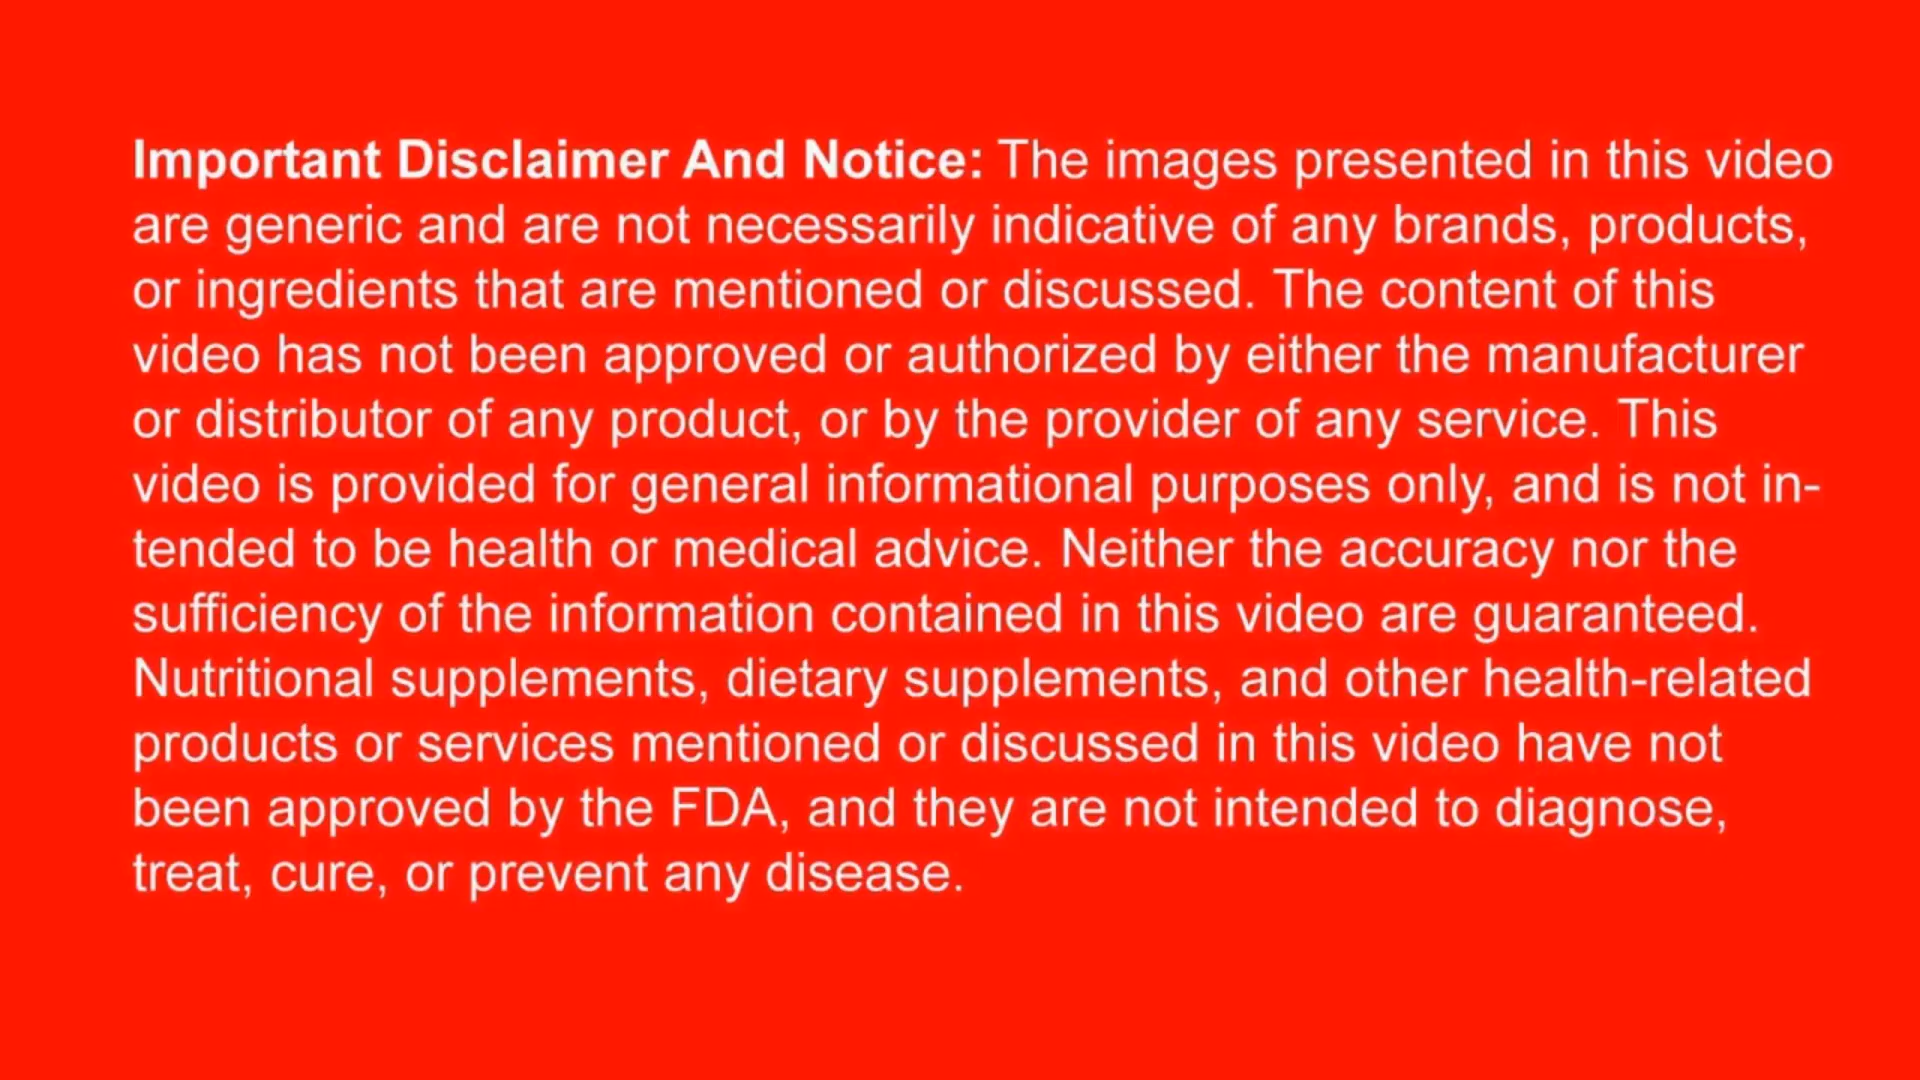 Important Disclaimer And Notice: The images presented in this video
are generic and are not necessarily indicative of any brands, products,
or ingredients that are mentioned or discussed. The content of this
video has not been approved or authorized by either the manufacturer
or distributor of any product, or by the provider of any service. This
video is provided for general informational purposes only, and is not in-
tended to be health or medical advice. Neither the accuracy nor the
sufficiency of the information contained in this video are guaranteed.
Nutritional supplements, dietary supplements, and other health-related
products or services mentioned or discussed in this video have not
been approved by the FDA, and they are not intended to diagnose,
treat, cure, or prevent any disease.